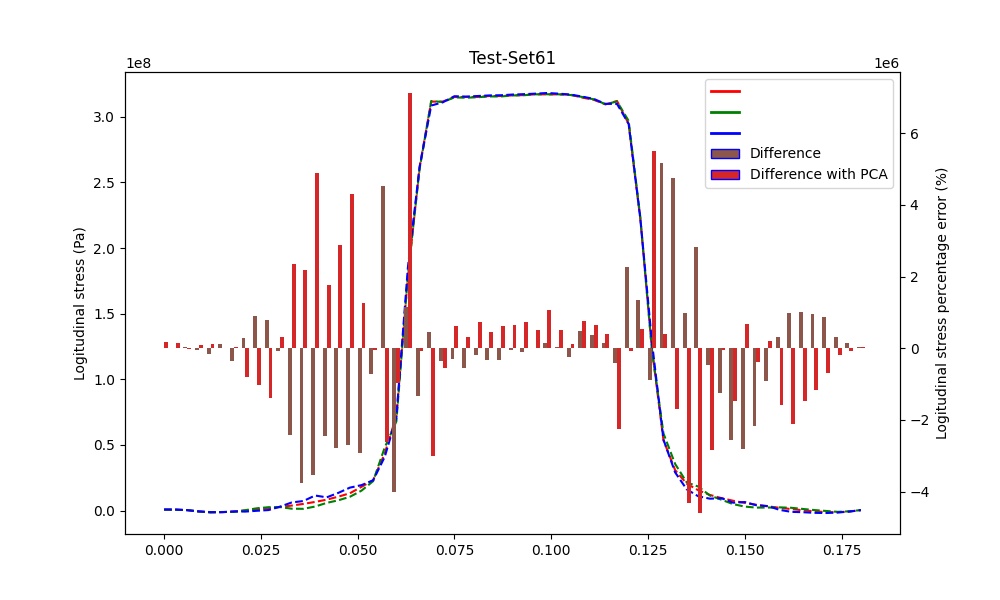 Test-Set61
1e8
1e6
Difference
Difference with PCA
3.0
2.5
2.0
1.5
1.0
0.5
0.0
Longitudinal stress (Pa)
6
4
2
0
−2
−4
Longitudinal stress percentage error (%)
0.000 0.025 0.050 0.075 0.100 0.125 0.150 0.175